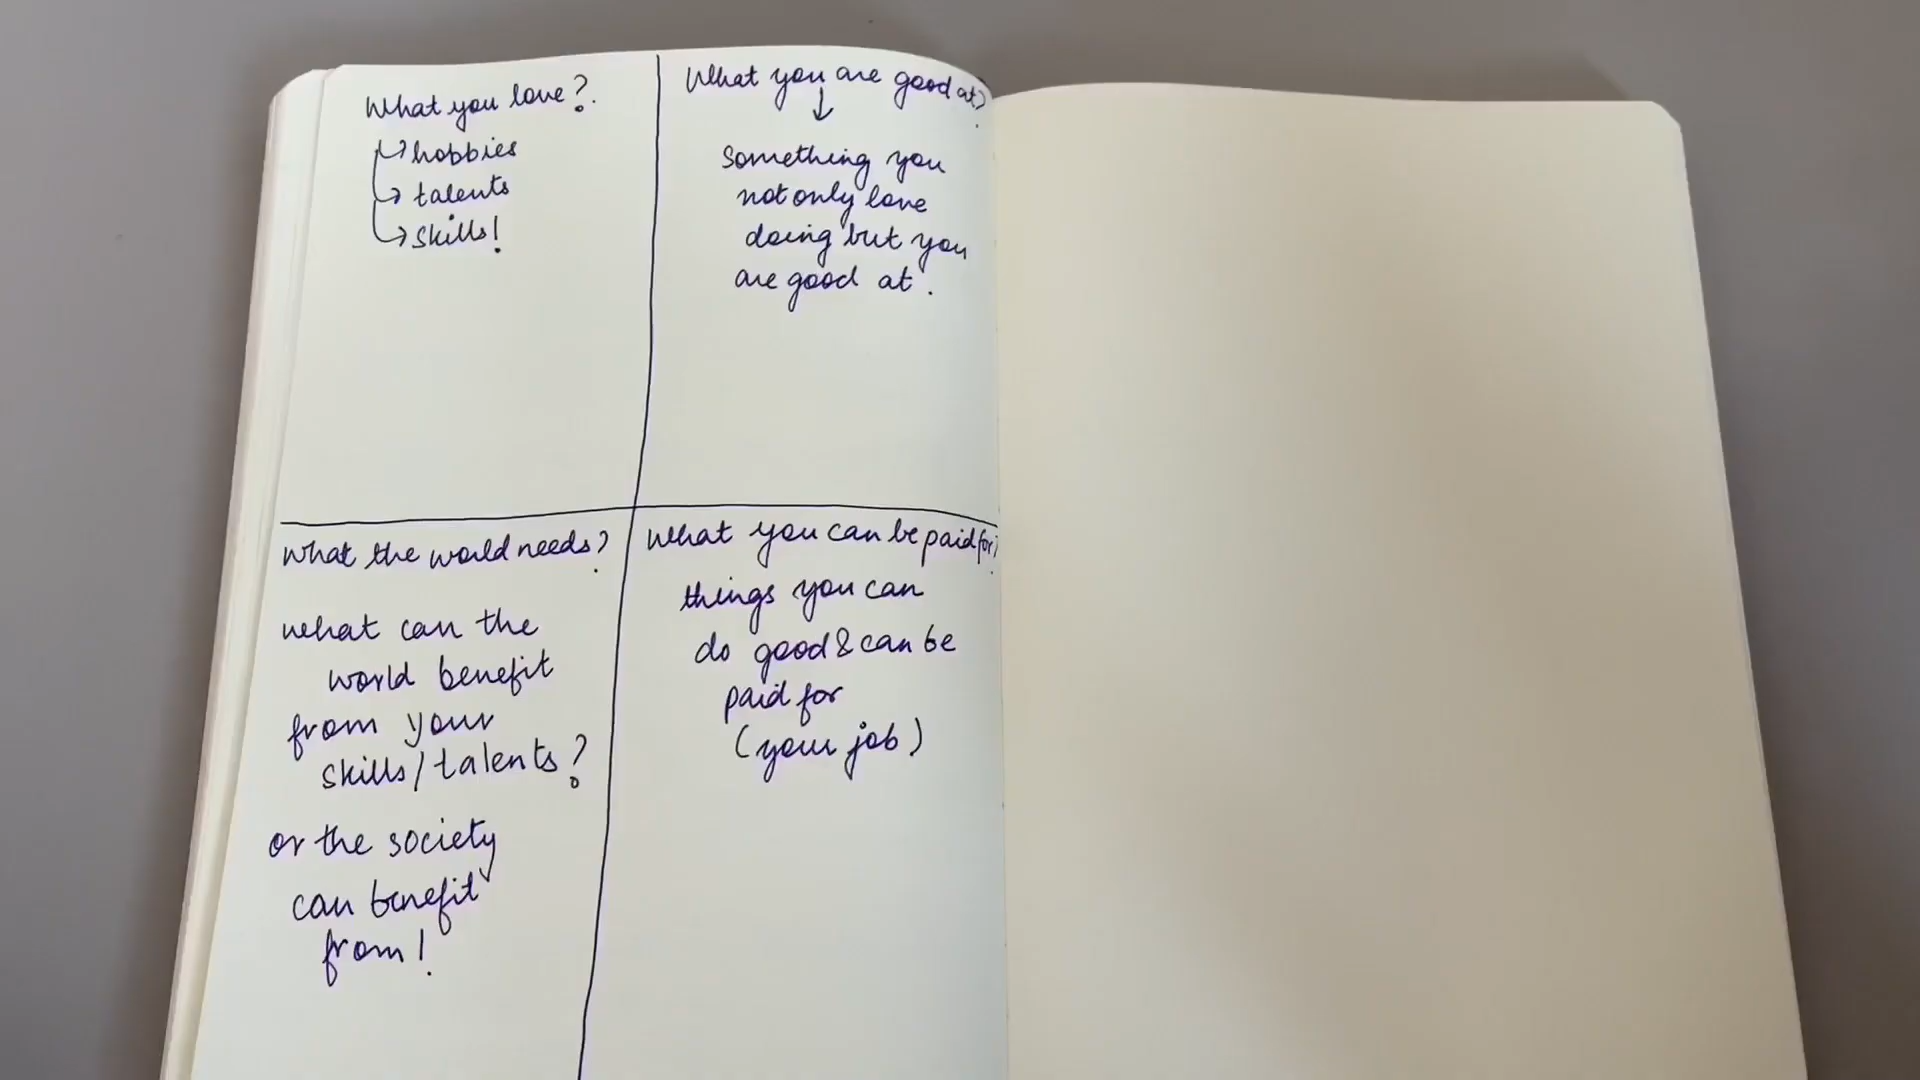 What you love?
hobbies
talents
skills!
What you are good at?
something you
not only love
doing but you
are good at.
What the world needs?
what can the
world benefit
from your
skills/talents?
or the society
can benefit
from!
What you can be paid for?
things you can
do good & can be
paid for
(your job)